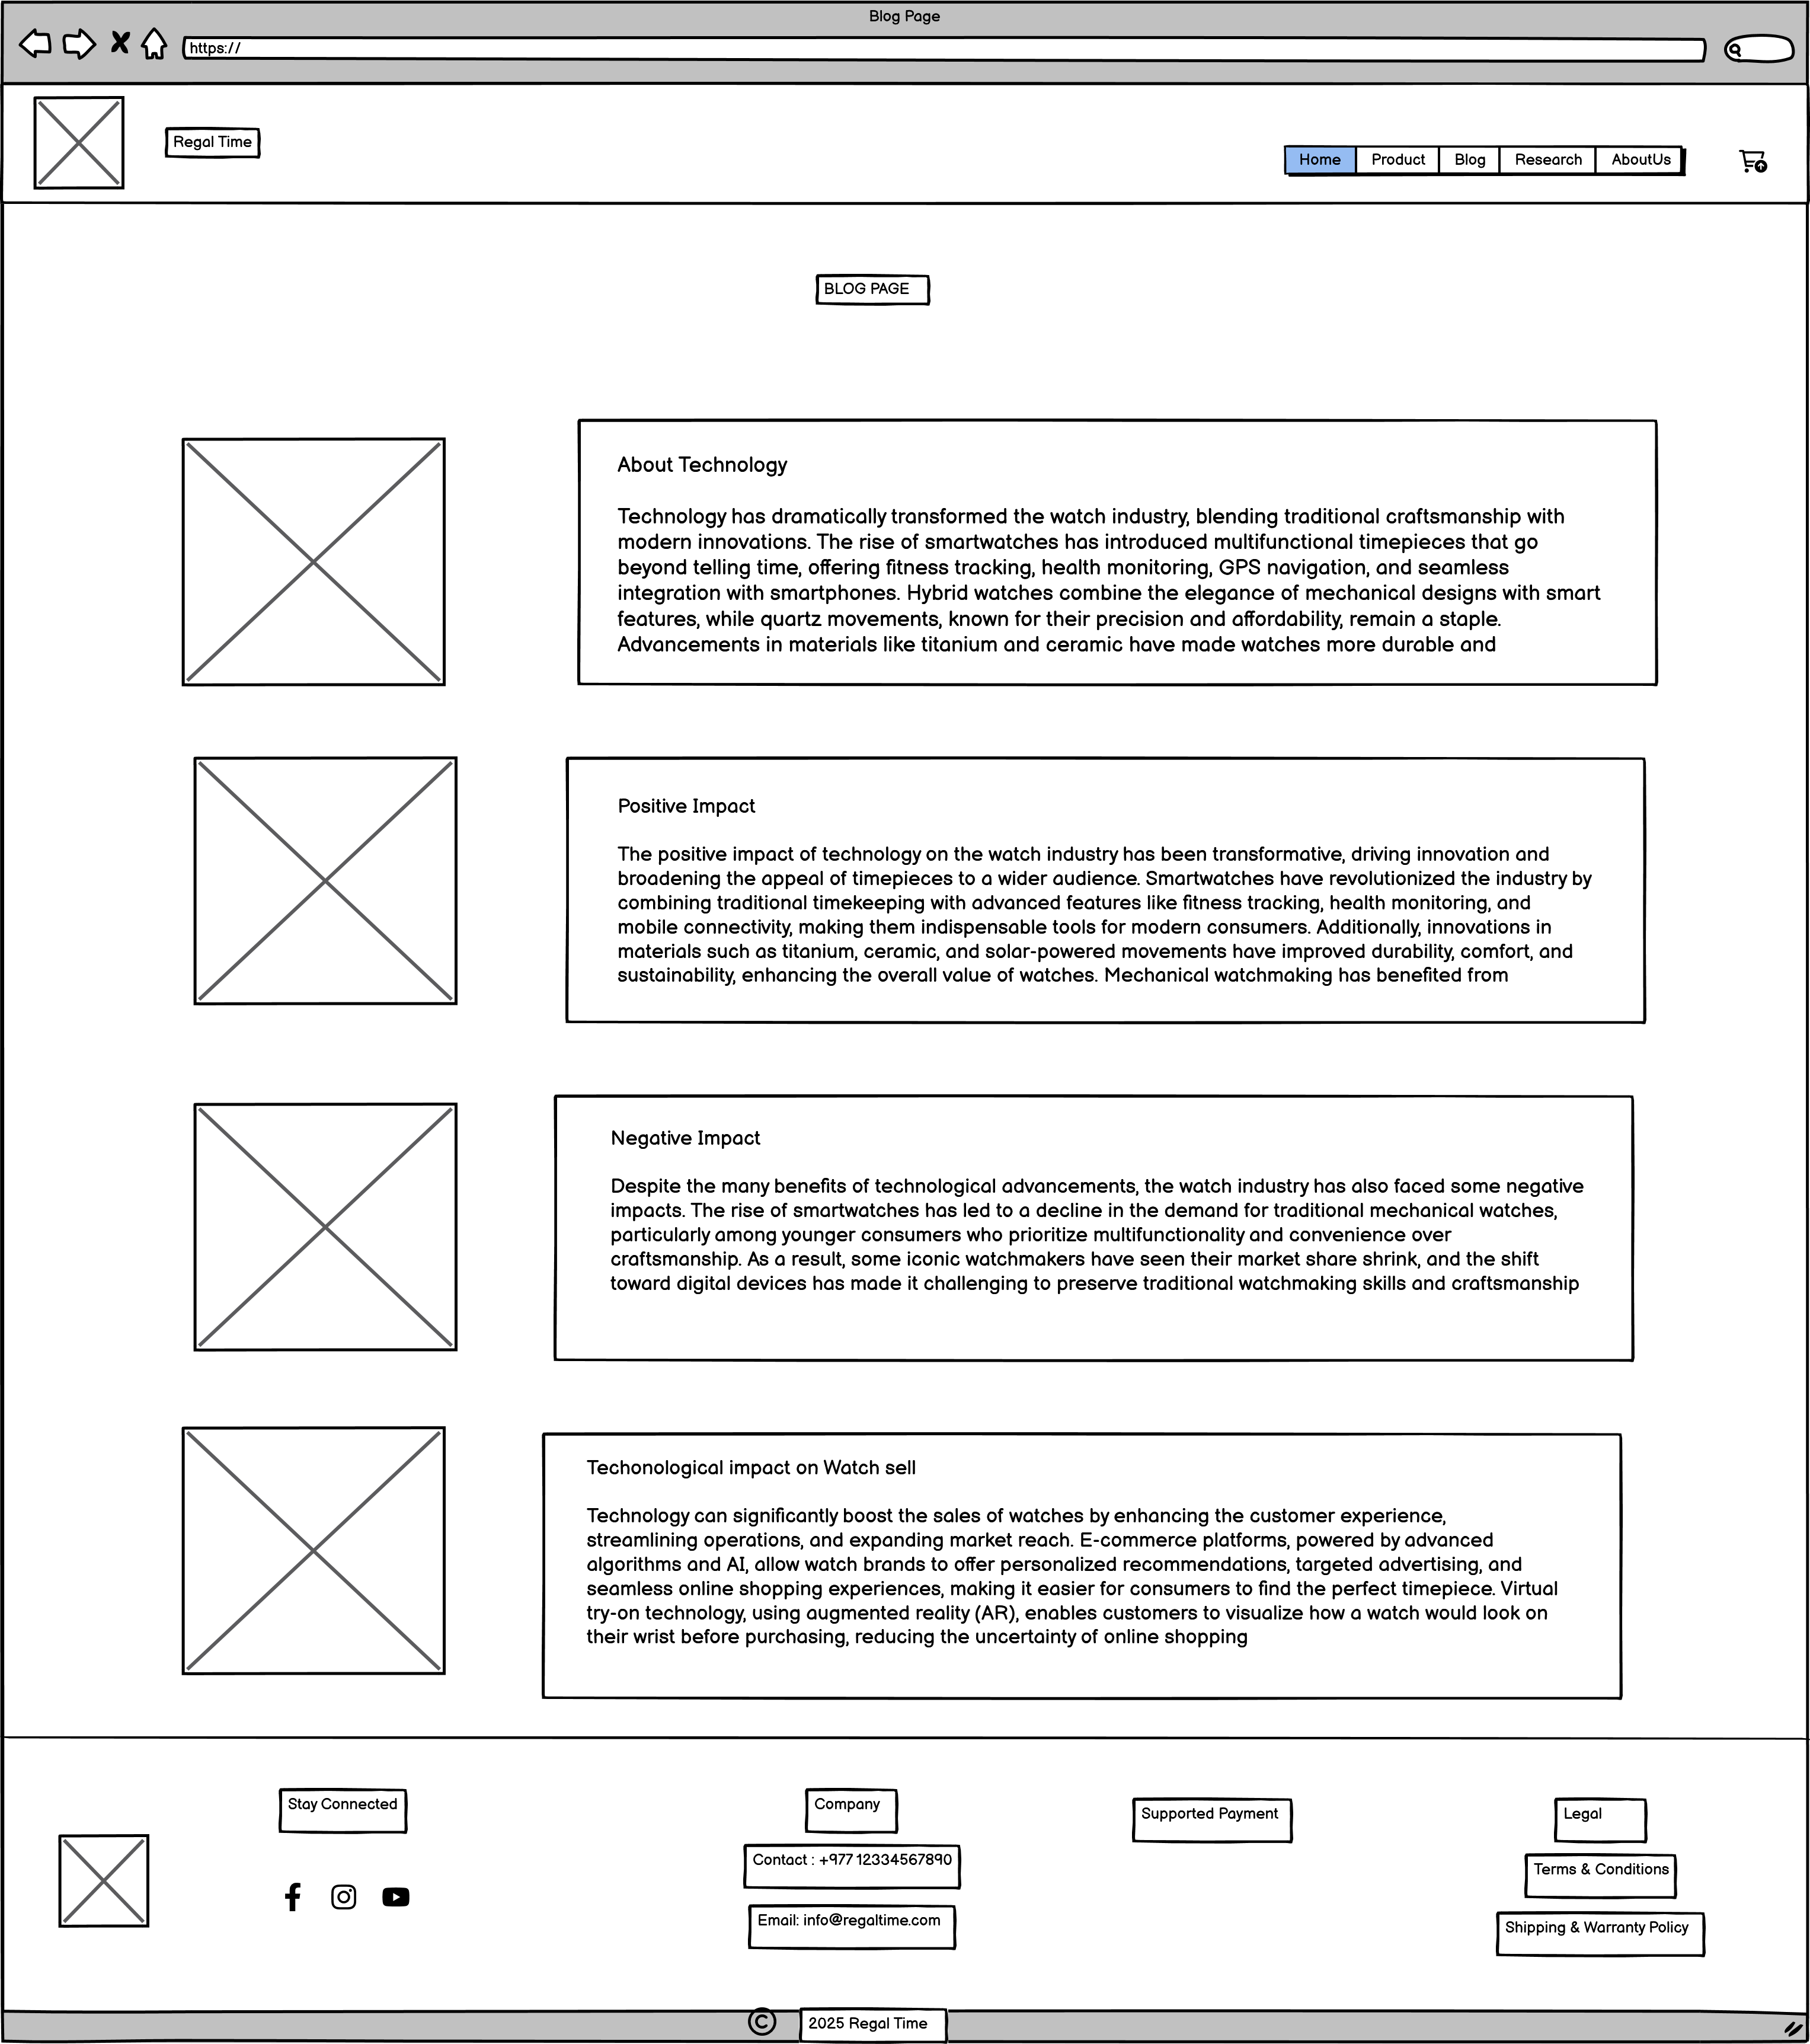 Blog Page
https://
Regal Time
Home Product Blog Research AboutUs
BLOG PAGE
About Technology
Technology has dramatically transformed the watch industry, blending traditional craftsmanship with
modern innovations. The rise of smartwatches has introduced multifunctional timepieces that go
beyond telling time, offering fitness tracking, health monitoring, GPS navigation, and seamless
integration with smartphones. Hybrid watches combine the elegance of mechanical designs with smart
features, while quartz movements, known for their precision and affordability, remain a staple.
Advancements in materials like titanium and ceramic have made watches more durable and
Positive Impact
The positive impact of technology on the watch industry has been transformative, driving innovation and
broadening the appeal of timepieces to a wider audience. Smartwatches have revolutionized the industry by
combining traditional timekeeping with advanced features like fitness tracking, health monitoring, and
mobile connectivity, making them indispensable tools for modern consumers. Additionally, innovations in
materials such as titanium, ceramic, and solar-powered movements have improved durability, comfort, and
sustainability, enhancing the overall value of watches. Mechanical watchmaking has benefited from
Negative Impact
Despite the many benefits of technological advancements, the watch industry has also faced some negative
impacts. The rise of smartwatches has led to a decline in the demand for traditional mechanical watches,
particularly among younger consumers who prioritize multifunctionality and convenience over
craftsmanship. As a result, some iconic watchmakers have seen their market share shrink, and the shift
toward digital devices has made it challenging to preserve traditional watchmaking skills and craftsmanship
Techonological impact on Watch sell
Technology can significantly boost the sales of watches by enhancing the customer experience,
streamlining operations, and expanding market reach. E-commerce platforms, powered by advanced
algorithms and AI, allow watch brands to offer personalized recommendations, targeted advertising, and
seamless online shopping experiences, making it easier for consumers to find the perfect timepiece. Virtual
try-on technology, using augmented reality (AR), enables customers to visualize how a watch would look on
their wrist before purchasing, reducing the uncertainty of online shopping
Stay Connected
Company
Contact : +977 12334567890
Email: info@regaltime.com
Supported Payment
Legal
Terms & Conditions
Shipping & Warranty Policy
© 2025 Regal Time